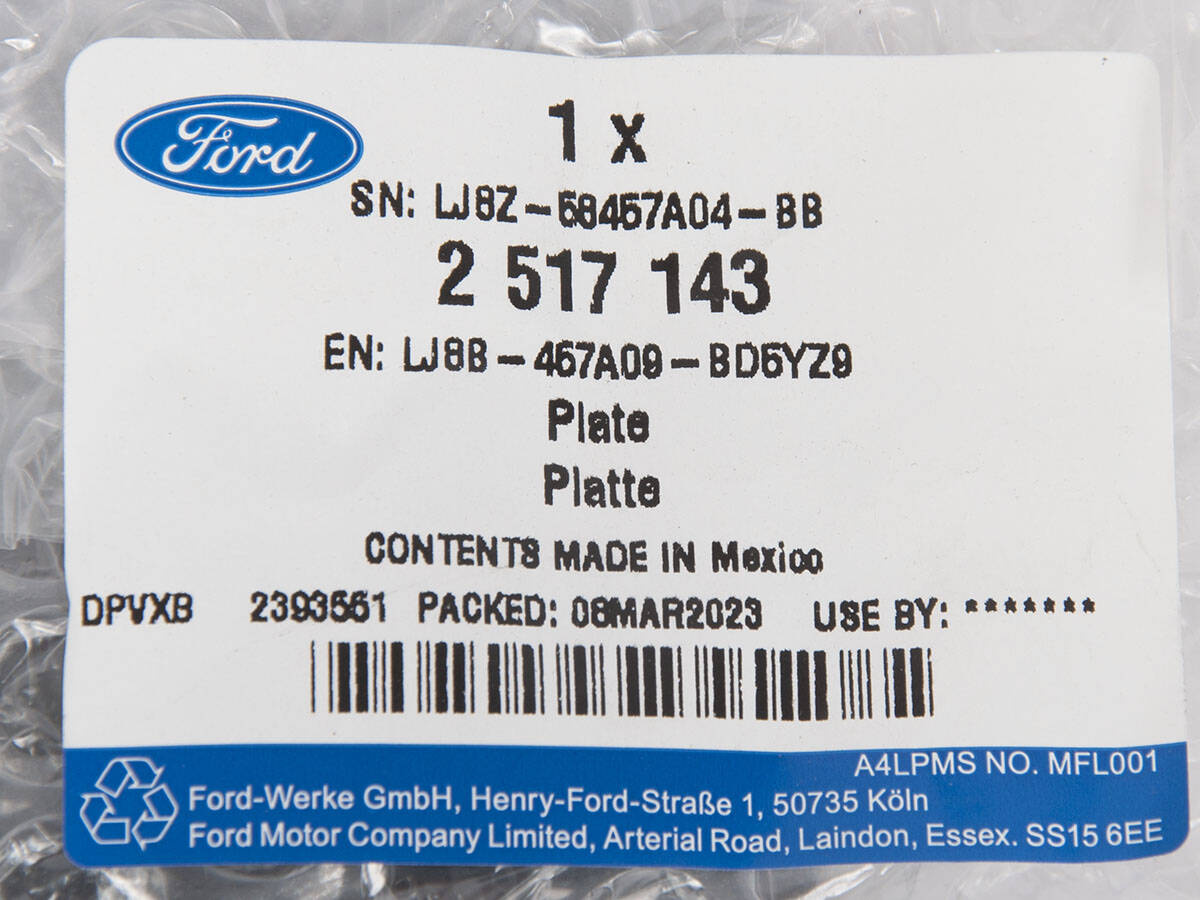 Ford
1 x
SN: LJ8Z-58457A04-BB
2 517 143
EN: LJ8B-467A09-BD5YZ9
Plate
Platte
CONTENTS MADE IN Mexico
DPVXB 2393551 PACKED: 08MAR2023 USE BY: *******
A4LPMS NO. MFL001
Ford-Werke GmbH, Henry-Ford-Straße 1, 50735 Köln
Ford Motor Company Limited, Arterial Road, Laindon, Essex. SS15 6EE